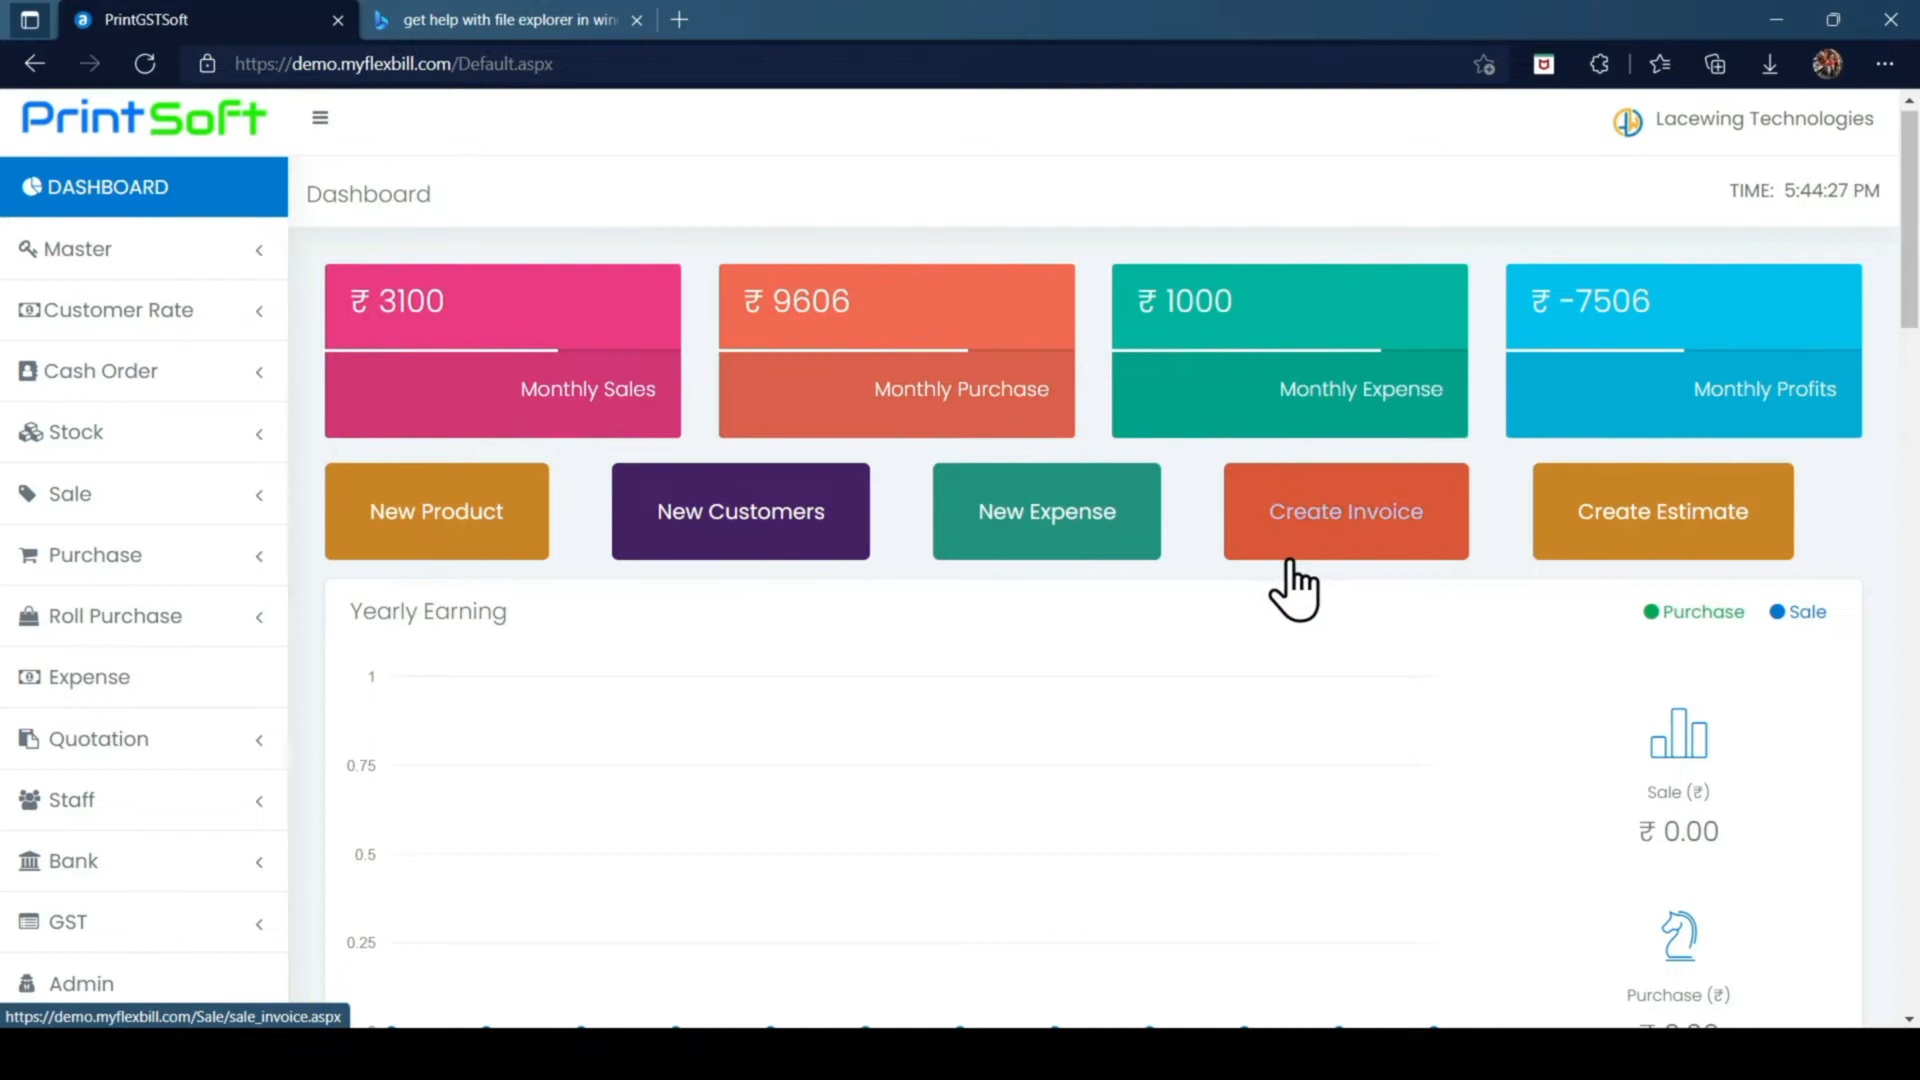 PrintGSTSoft
get help with file explorer in win
https://demo.myflexbill.com/Default.aspx
PrintSoft
Lacewing Technologies
DASHBOARD
Dashboard
TIME: 5:44:27 PM
Master
Customer Rate
Cash Order
Stock
Sale
Purchase
Roll Purchase
Expense
Quotation
Staff
Bank
GST
Admin
₹ 3100
Monthly Sales
₹ 9606
Monthly Purchase
₹ 1000
Monthly Expense
₹ -7506
Monthly Profits
New Product
New Customers
New Expense
Create Invoice
Create Estimate
Yearly Earning
Purchase
Sale
1
0.75
0.5
0.25
Sale (₹)
₹ 0.00
Purchase (₹)
https://demo.myflexbill.com/Sale/sale_invoice.aspx